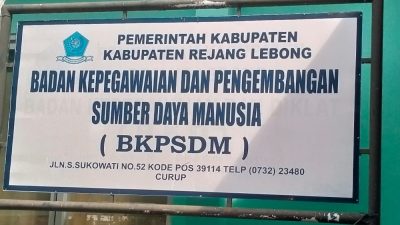 PEMERINTAH KABUPATEN
KABUPATEN REJANG LEBONG
BADAN KEPEGAWAIAN DAN PENGEMBANGAN
SUMBER DAYA MANUSIA
( BKPSDM )
JLN.S.SUKOWATI NO.52 KODE POS 39114 TELP (0732) 23480
CURUP